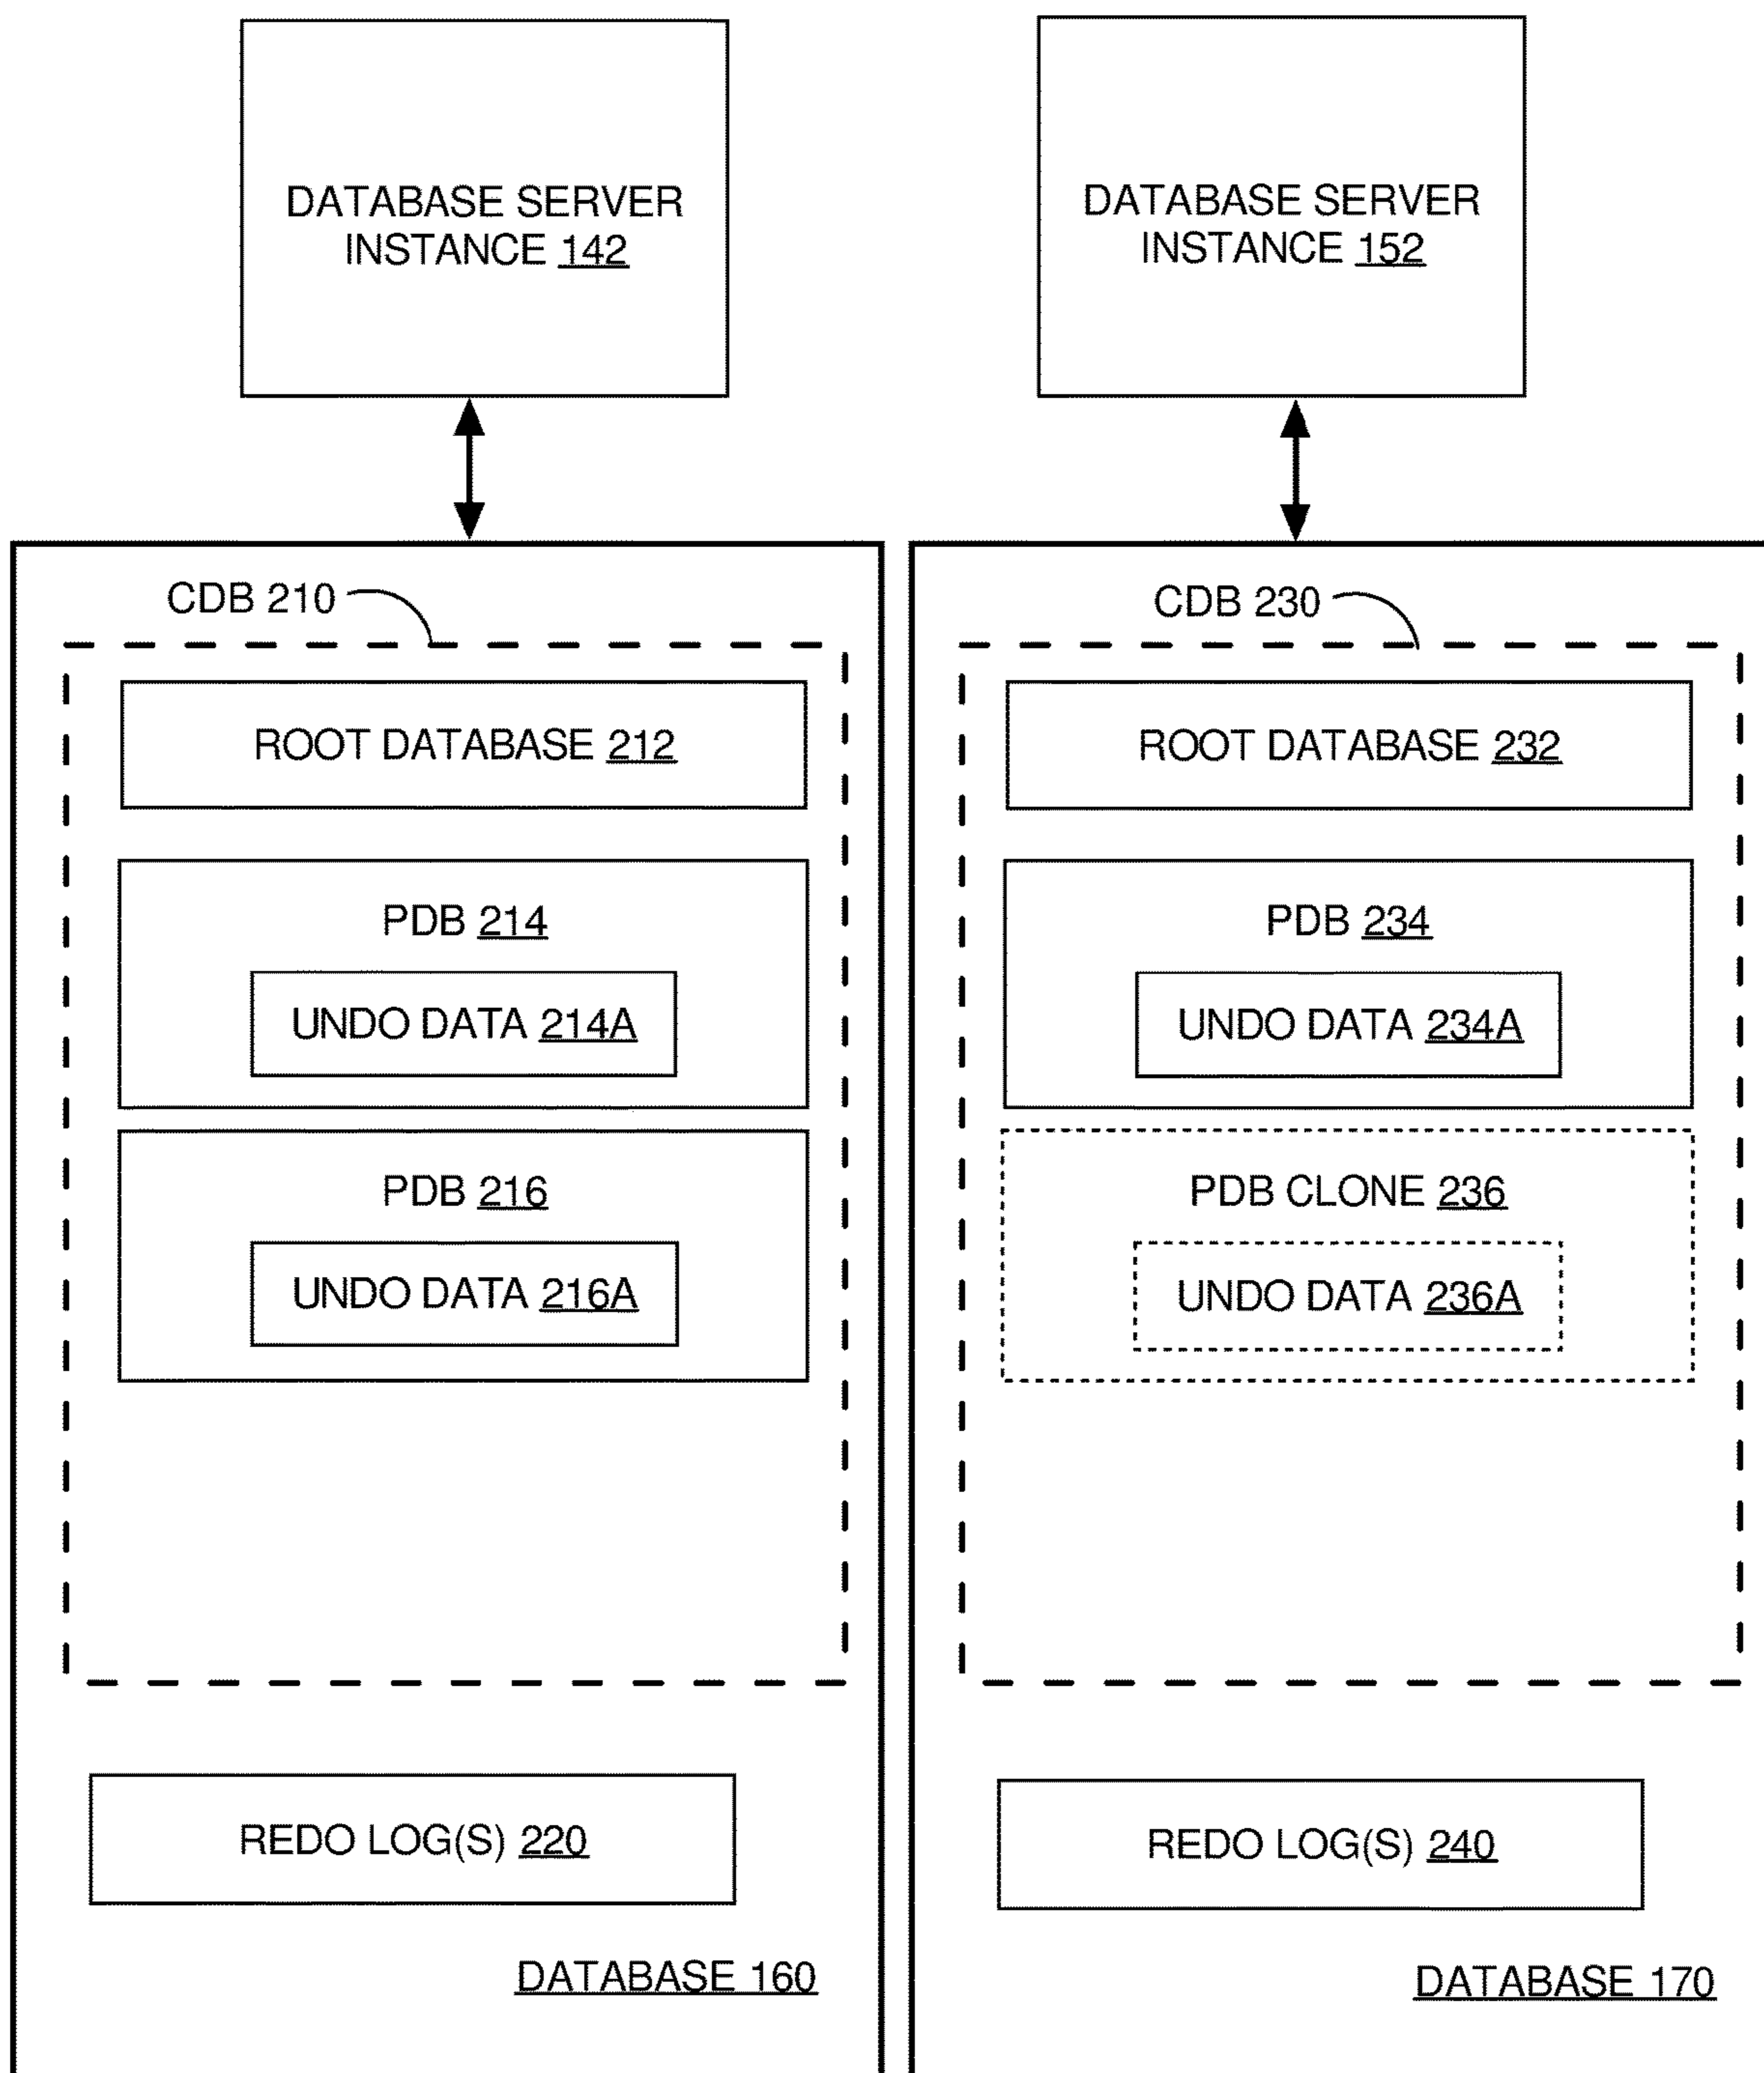 DATABASE SERVER
INSTANCE 142
DATABASE SERVER
INSTANCE 152
CDB 210
ROOT DATABASE 212
PDB 214
UNDO DATA 214A
PDB 216
UNDO DATA 216A
REDO LOG(S) 220
DATABASE 160
CDB 230
ROOT DATABASE 232
PDB 234
UNDO DATA 234A
PDB CLONE 236
UNDO DATA 236A
REDO LOG(S) 240
DATABASE 170